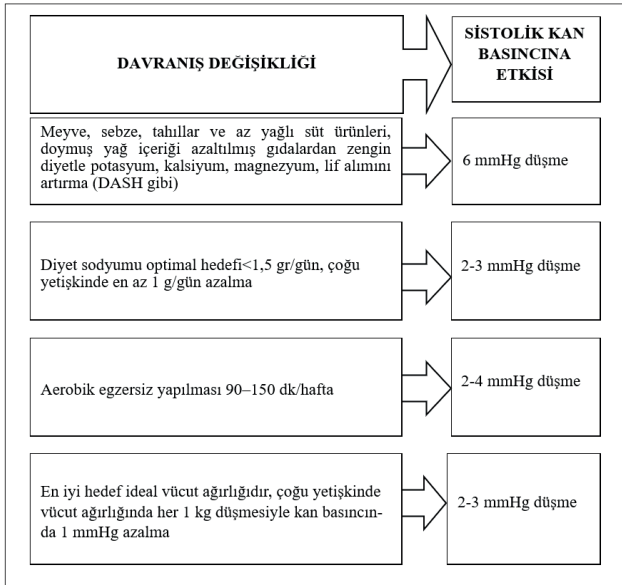 DAVRANIŞ DEĞİŞİKLİĞİ
SİSTOLİK KAN
BASINCINA
ETKİSİ
Meyve, sebze, tahıllar ve az yağlı süt ürünleri,
doymuş yağ içeriği azaltılmış gıdalardan zengin
diyetle potasyum, kalsiyum, magnezyum, lif alımını
artırma (DASH gibi)
6 mmHg düşme
Diyet sodyumu optimal hedefi<1,5 gr/gün, çoğu
yetişkinde en az 1 g/gün azalma
2-3 mmHg düşme
Aerobik egzersiz yapılması 90–150 dk/hafta
2-4 mmHg düşme
En iyi hedef ideal vücut ağırlığıdır, çoğu yetişkinde
vücut ağırlığında her 1 kg düşmesiyle kan basıncın-
da 1 mmHg azalma
2-3 mmHg düşme